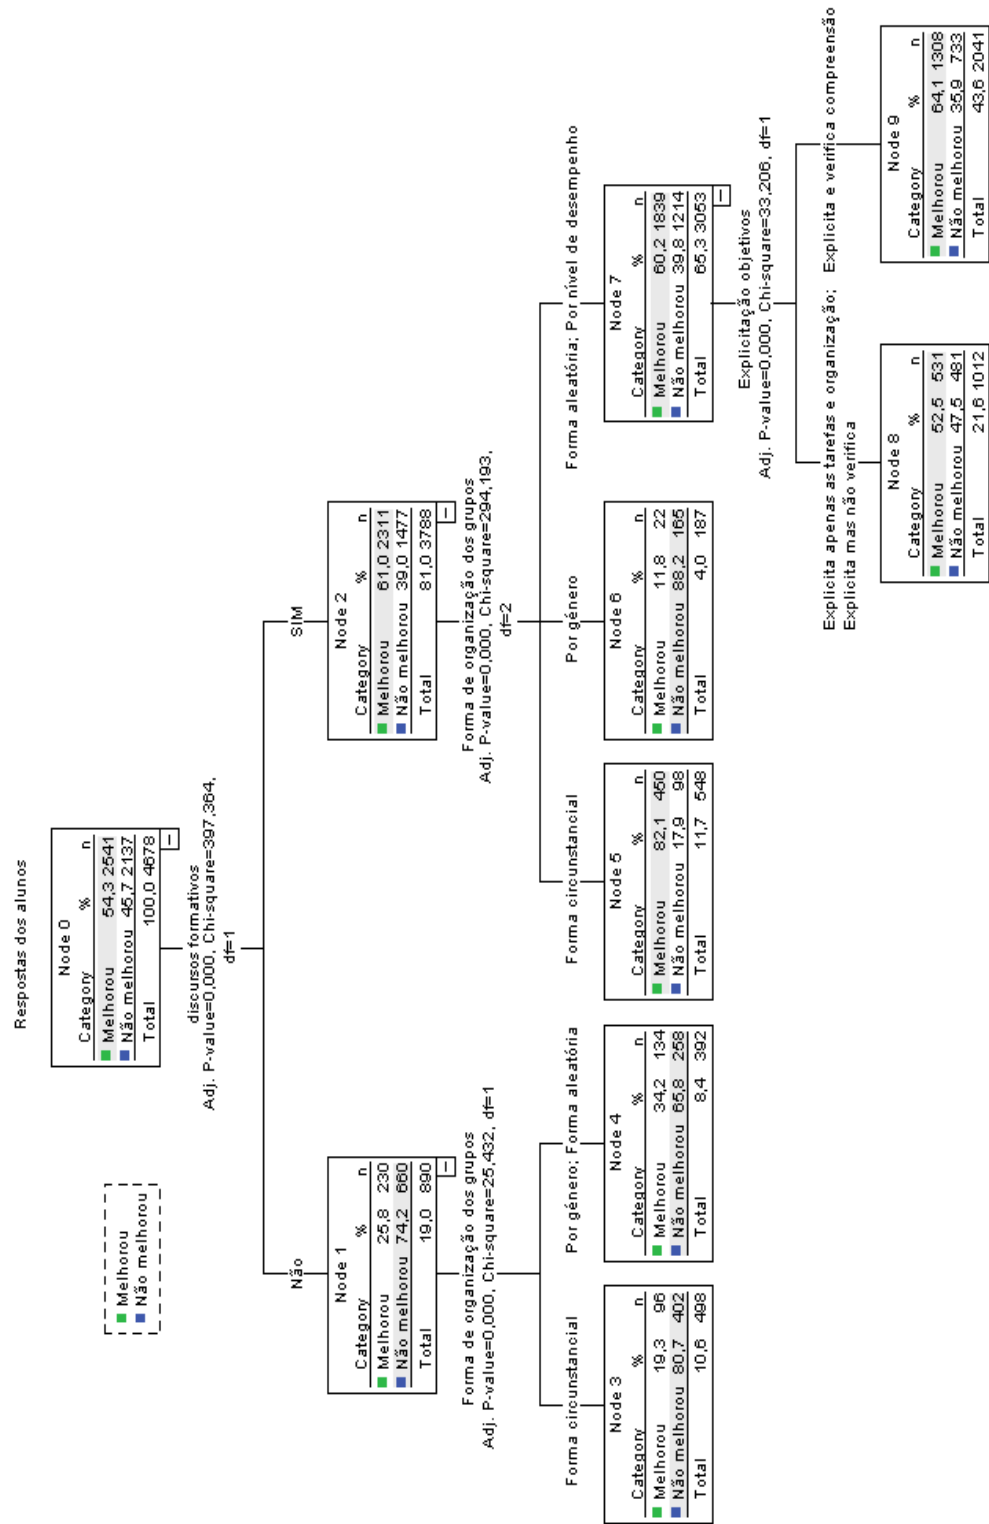 Respostas dos alunos
Melhorou
Não melhorou
Node 0
Category % n
Melhorou 54,3 2541
Não melhorou 45,7 2137
Total 100,0 4678
discursos formativos
Adj. P-value=0,000, Chi-square=397,364,
df=1
Não
SIM
Node 1
Category % n
Melhorou 25,8 230
Não melhorou 74,2 660
Total 19,0 890
Forma de organização dos grupos
Adj. P-value=0,000, Chi-square=25,432, df=1
Node 2
Category % n
Melhorou 61,0 2311
Não melhorou 39,0 1477
Total 81,0 3788
Forma de organização dos grupos
Adj. P-value=0,000, Chi-square=294,193,
df=2
Forma circunstancial
Por género; Forma aleatória
Forma circunstancial
Por género
Forma aleatória; Por nível de desempenho
Node 3
Category % n
Melhorou 19,3 96
Não melhorou 80,7 402
Total 10,6 498
Node 4
Category % n
Melhorou 34,2 134
Não melhorou 65,8 258
Total 8,4 392
Node 5
Category % n
Melhorou 82,1 450
Não melhorou 17,9 98
Total 11,7 548
Node 6
Category % n
Melhorou 11,8 22
Não melhorou 88,2 165
Total 4,0 187
Node 7
Category % n
Melhorou 60,2 1839
Não melhorou 39,8 1214
Total 65,3 3053
Explicitação objetivos
Adj. P-value=0,000, Chi-square=33,206, df=1
Explicita apenas as tarefas e organização;
Explicita mas não verifica
Explicita e verifica compreensão
Node 8
Category % n
Melhorou 52,5 531
Não melhorou 47,5 481
Total 21,6 1012
Node 9
Category % n
Melhorou 64,1 1308
Não melhorou 35,9 733
Total 43,6 2041